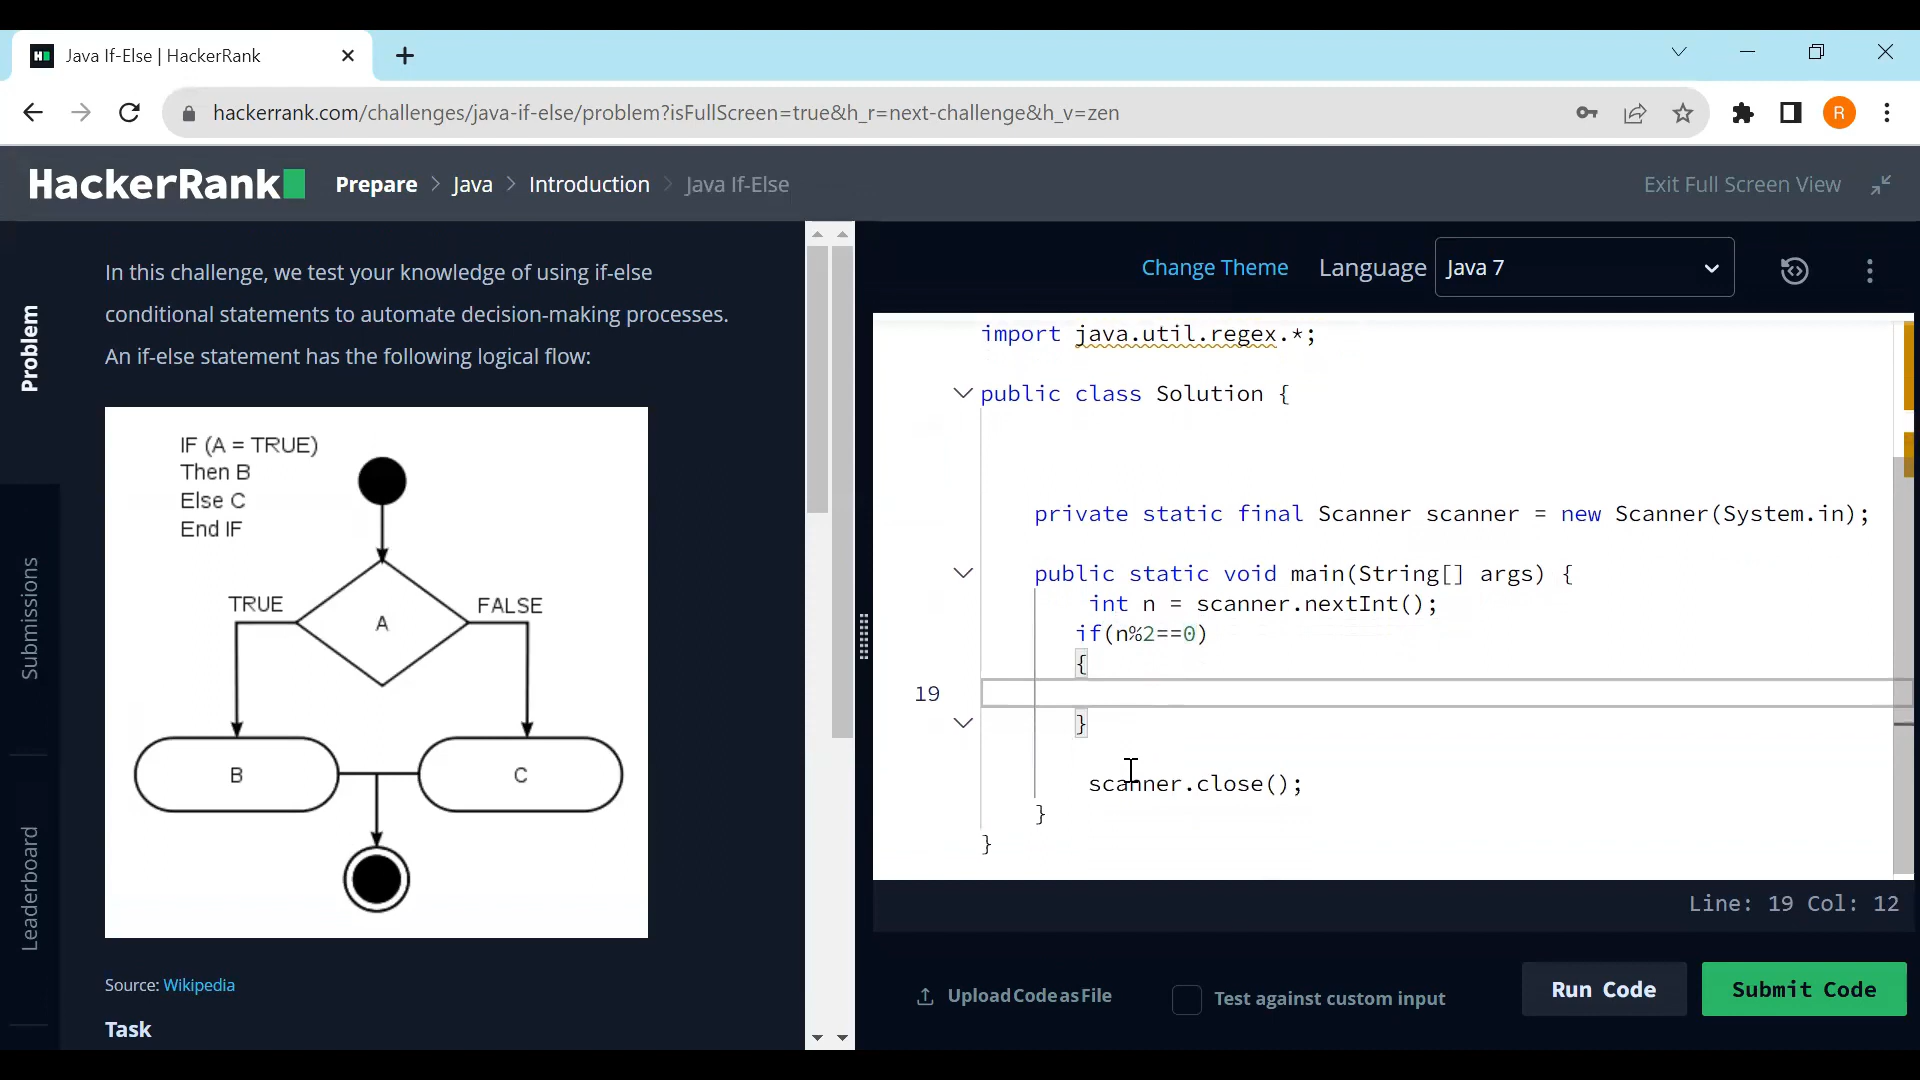 Java If-Else | HackerRank
hackerrank.com/challenges/java-if-else/problem?isFullScreen=true&h_r=next-challenge&h_v=zen
R
HackerRank
Prepare > Java > Introduction > Java If-Else
Exit Full Screen View
Problem
Submissions
Leaderboard
In this challenge, we test your knowledge of using if-else
conditional statements to automate decision-making processes.
An if-else statement has the following logical flow:
IF (A = TRUE)
Then B
Else C
End IF
TRUE
A
FALSE
B
C
Source: Wikipedia
Task
Change Theme
Language
Java 7
import java.util.regex.*;
public class Solution {
private static final Scanner scanner = new Scanner(System.in);
public static void main(String[] args) {
int n = scanner.nextInt();
if(n%2==0)
{
19
}
scanner.close();
}
}
Line: 19 Col: 12
Upload Code as File
Test against custom input
Run Code
Submit Code